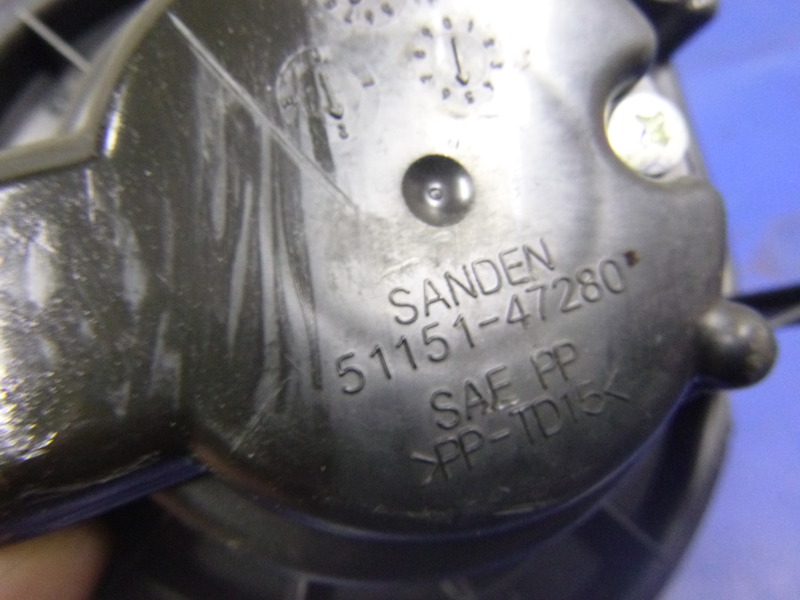 SANDEN
51151-47280
SAE PP
>PP-TD15<